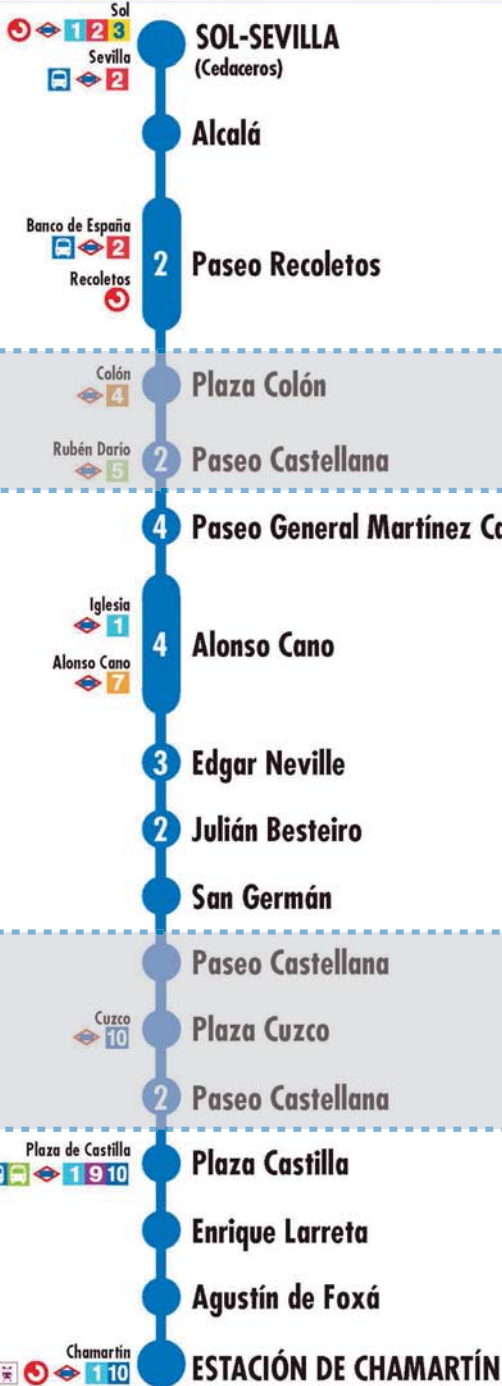 Sol
1 2 3
SOL-SEVILLA
(Cedaceros)
Sevilla
2
Alcalá
Banco de España
2
Recoletos
2
Paseo Recoletos
Colón
4
Plaza Colón
Rubén Darío
5
2
Paseo Castellana
4
Paseo General Martínez
Iglesia
1
Alonso Cano
7
4
Alonso Cano
3
Edgar Neville
2
Julián Besteiro
San Germán
Paseo Castellana
Cuzco
10
Plaza Cuzco
2
Paseo Castellana
Plaza de Castilla
1 9 10
Plaza Castilla
Enrique Larreta
Agustín de Foxá
Chamartín
1 10
ESTACIÓN DE CHAMARTÍN